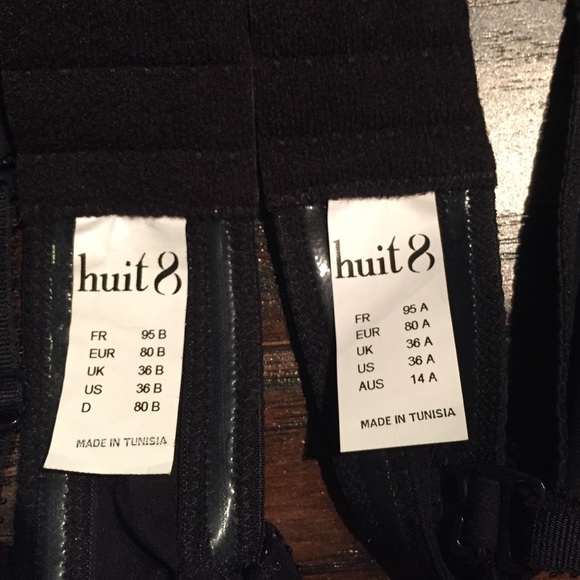 huit 8
FR 95 B
EUR 80 B
UK 36 B
US 36 B
D 80 B
MADE IN TUNISIA
huit 8
FR 95 A
EUR 80 A
UK 36 A
US 36 A
AUS 14 A
MADE IN TUNISIA